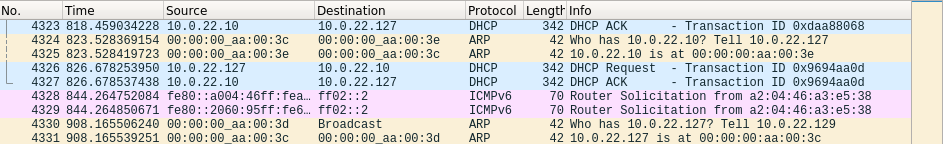 No. Time Source Destination Protocol Length Info
4323 818.459034228 10.0.22.10 10.0.22.127 DHCP 342 DHCP ACK - Transaction ID 0xdaa88068
4324 823.528369154 00:00:00_aa:00:3c 00:00:00_aa:00:3e ARP 42 Who has 10.0.22.10? Tell 10.0.22.127
4325 823.528419723 00:00:00_aa:00:3e 00:00:00_aa:00:3c ARP 42 10.0.22.10 is at 00:00:00:aa:00:3e
4326 826.678253950 10.0.22.127 10.0.22.10 DHCP 342 DHCP Request - Transaction ID 0x9694aa0d
4327 826.678537438 10.0.22.10 10.0.22.127 DHCP 342 DHCP ACK - Transaction ID 0x9694aa0d
4328 844.264752084 fe80::a004:46ff:fea… ff02::2 ICMPv6 70 Router Solicitation from a2:04:46:a3:e5:38
4329 844.264850671 fe80::2060:95ff:fe6… ff02::2 ICMPv6 70 Router Solicitation from a2:04:46:a3:e5:38
4330 908.165506240 00:00:00_aa:00:3d Broadcast ARP 42 Who has 10.0.22.127? Tell 10.0.22.129
4331 908.165539251 00:00:00_aa:00:3c 00:00:00_aa:00:3d ARP 42 10.0.22.127 is at 00:00:00:aa:00:3c